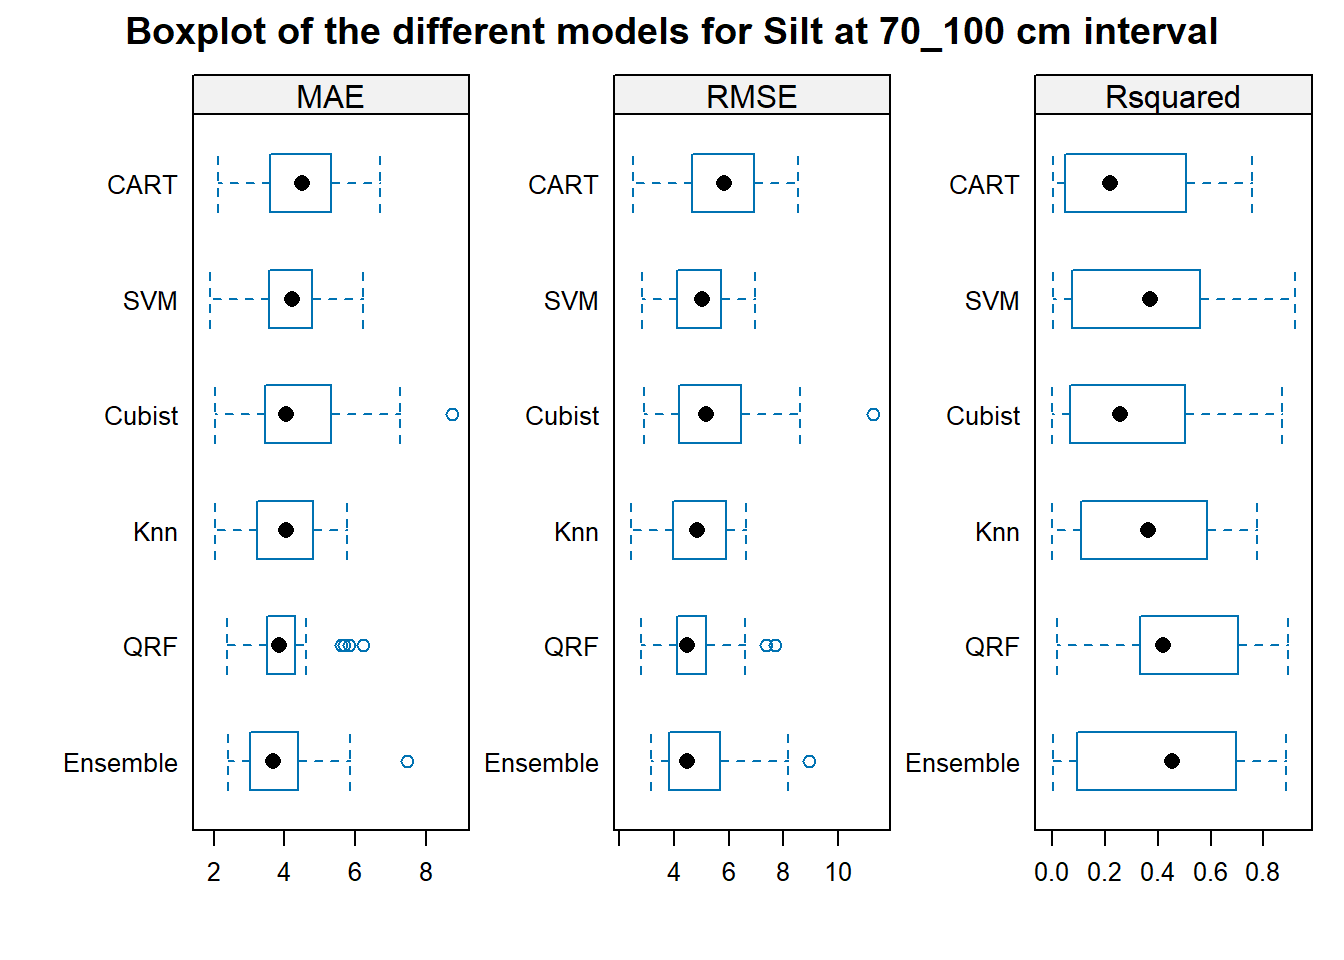 Boxplot of the different models for Silt at 70_100 cm interval
MAE
CART
SVM
Cubist
Knn
QRF
Ensemble
2 4 6 8
RMSE
CART
SVM
Cubist
Knn
QRF
Ensemble
4 6 8 10
Rsquared
CART
SVM
Cubist
Knn
QRF
Ensemble
0.0 0.2 0.4 0.6 0.8